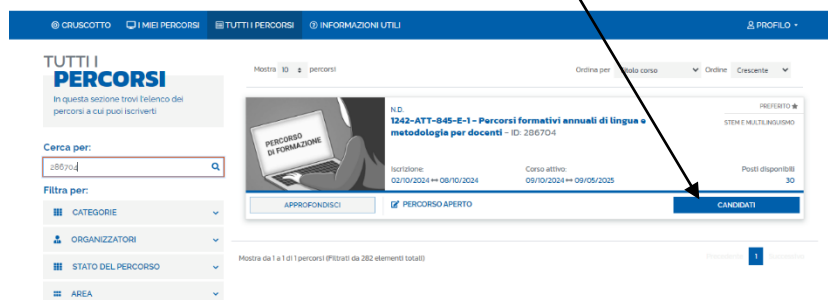 CRUSCOTTO I MIEI PERCORSI TUTTI I PERCORSI INFORMAZIONI UTILI PROFILO
TUTTI I
PERCORSI
In questa sezione trovi l'elenco dei
percorsi a cui puoi iscriverti
Cerca per:
286704
Filtra per:
CATEGORIE
ORGANIZZATORI
STATO DEL PERCORSO
AREA
Mostra 10 percorsi
Ordina per Titolo corso Ordine Crescente
PERCORSO
DI FORMAZIONE
N.D.
PREFERITO
1242-ATT-845-E-1 - Percorsi formativi annuali di lingua e
metodologia per docenti - ID: 286704
STEM E MULTILINGUISMO
Iscrizione: Corso attivo: Posti disponibili
02/10/2024 ↔ 08/10/2024 09/10/2024 ↔ 09/05/2025 30
APPROFONDISCI PERCORSO APERTO CANDIDATI
Mostra da 1 a 1 di 1 percorsi (Filtrati da 282 elementi totali)
1